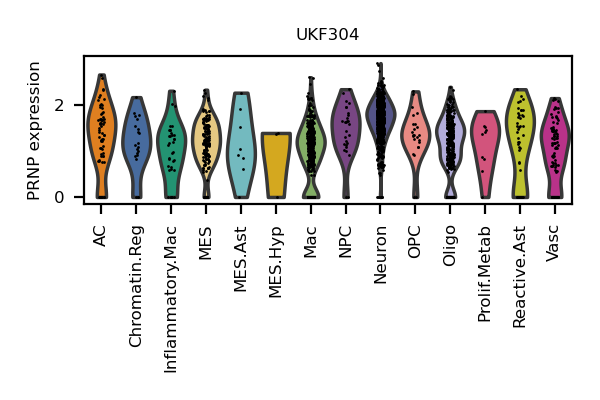 UKF304
PRNP expression
2
0
AC
Chromatin.Reg
Inflammatory.Mac
MES
MES.Ast
MES.Hyp
Mac
NPC
Neuron
OPC
Oligo
Prolif.Metab
Reactive.Ast
Vasc